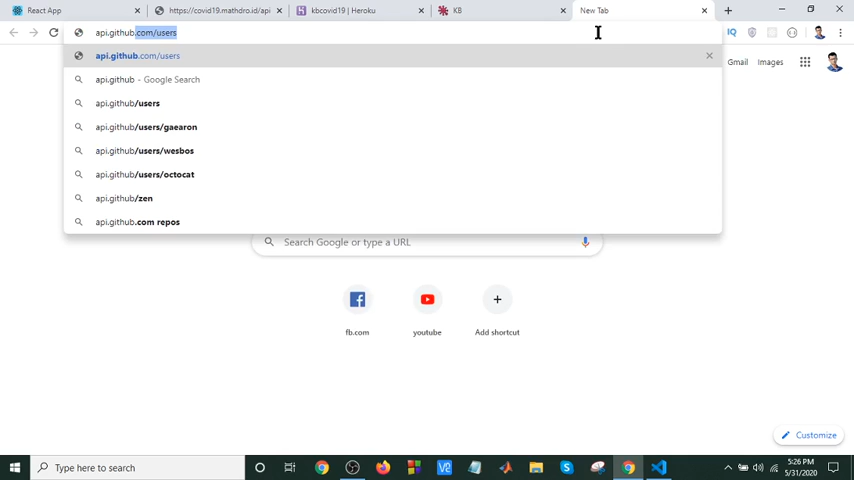 React App
https://covid19.mathdro.id/api
kbcovid19 | Heroku
KB
New Tab
api.github.com/users
IQ
api.github.com/users
api.github - Google Search
api.github/users
api.github/users/gaearon
api.github/users/wesbos
api.github/users/octocat
api.github/zen
api.github.com repos
Gmail
Images
Search Google or type a URL
fb.com
youtube
Add shortcut
Customize
Type here to search
5:26 PM
5/31/2020